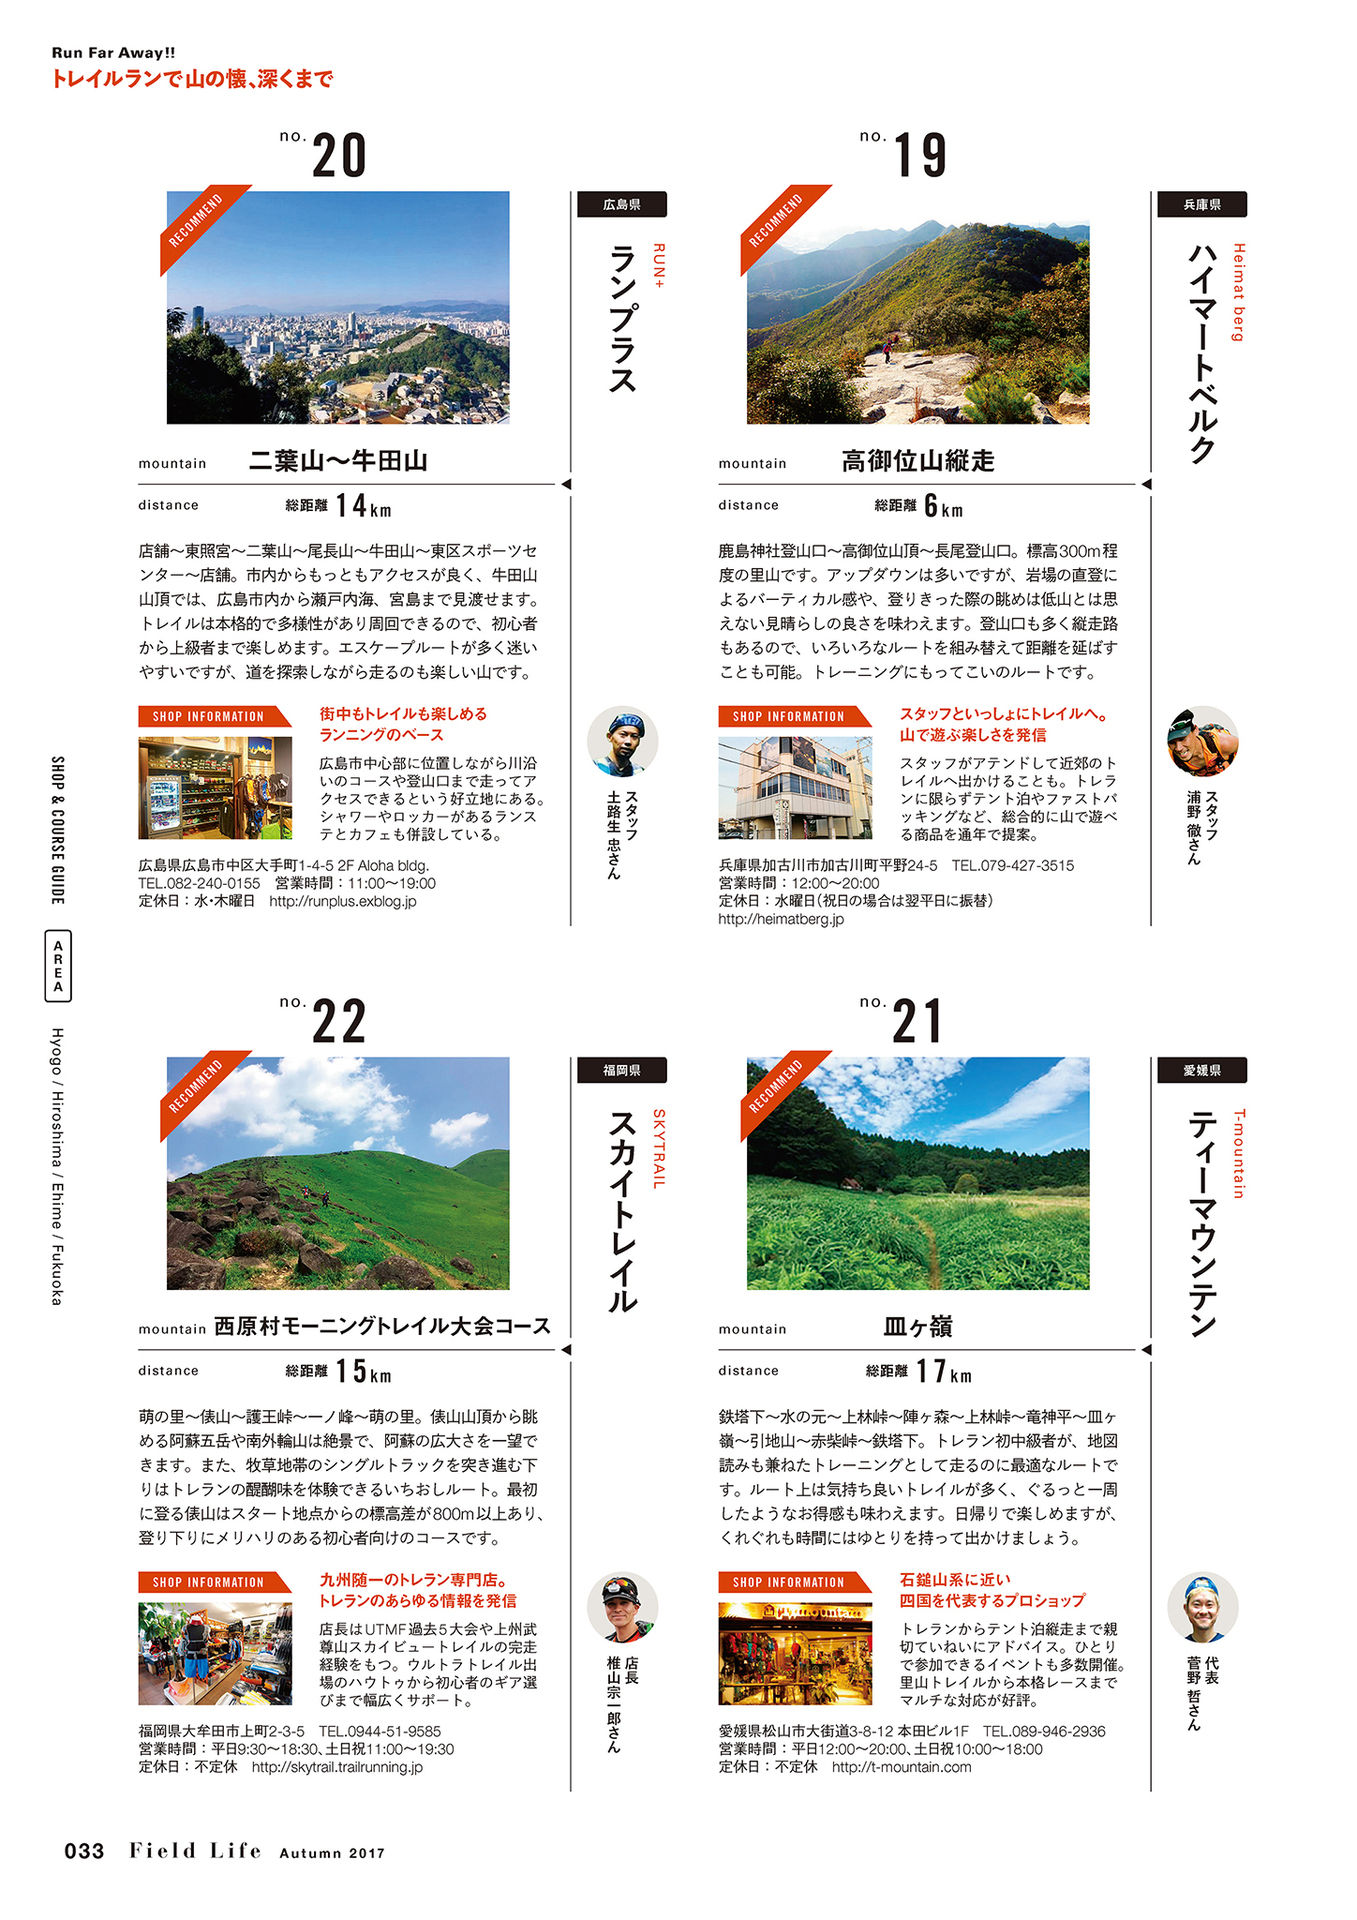 Run Far Away!!
トレイルランで山の懐、深くまで
no. 19
RECOMMEND
兵庫県
Heimat berg
ハイマートベルク
mountain 高御位山縦走
distance 総距離 6km
鹿島神社登山口〜高御位山頂〜長尾登山口。標高300m程
度の里山です。アップダウンは多いですが、岩場の直登に
よるバーティカル感や、登りきった際の眺めは低山とは思
えない見晴らしの良さを味わえます。登山口も多く縦走路
もあるので、いろいろなルートを組み替えて距離を延ばす
ことも可能。トレーニングにもってこいのルートです。
SHOP INFORMATION
スタッフといっしょにトレイルへ。
山で遊ぶ楽しさを発信
スタッフがアテンドして近郊のト
レイルへ出かけることも。トレラ
ンに限らずテント泊やファストパ
ッキングなど、総合的に山で遊べ
る商品を通年で提案。
スタッフ
浦野 徹さん
兵庫県加古川市加古川町平野24-5 TEL.079-427-3515
営業時間：12:00〜20:00
定休日：水曜日(祝日の場合は翌平日に振替)
http://heimatberg.jp
no. 20
RECOMMEND
広島県
RUN+
ランプラス
mountain 二葉山〜牛田山
distance 総距離 14km
店舗〜東照宮〜二葉山〜尾長山〜牛田山〜東区スポーツセ
ンター〜店舗。市内からもっともアクセスが良く、牛田山
山頂では、広島市内から瀬戸内海、宮島まで見渡せます。
トレイルは本格的で多様性があり周回できるので、初心者
から上級者まで楽しめます。エスケープルートが多く迷い
やすいですが、道を探索しながら走るのも楽しい山です。
SHOP INFORMATION
街中もトレイルも楽しめる
ランニングのベース
広島市中心部に位置しながら川沿
いのコースや登山口まで走ってア
クセスできるという好立地にある。
シャワーやロッカーがあるランス
テとカフェも併設している。
スタッフ
土路生 忠さん
広島県広島市中区大手町1-4-5 2F Aloha bldg.
TEL.082-240-0155 営業時間：11:00〜19:00
定休日：水・木曜日 http://runplus.exblog.jp
no. 21
RECOMMEND
愛媛県
T-mountain
ティーマウンテン
mountain 皿ヶ嶺
distance 総距離 17km
鉄塔下〜水の元〜上林峠〜陣ヶ森〜上林峠〜竜神平〜皿ヶ
嶺〜引地山〜赤柴峠〜鉄塔下。トレラン初中級者が、地図
読みも兼ねたトレーニングとして走るのに最適なルートで
す。ルート上は気持ち良いトレイルが多く、ぐるっと一周
したようなお得感も味わえます。日帰りで楽しめますが、
くれぐれも時間にはゆとりを持って出かけましょう。
SHOP INFORMATION
石鎚山系に近い
四国を代表するプロショップ
トレランからテント泊縦走まで親
切ていねいにアドバイス。ひとり
で参加できるイベントも多数開催。
里山トレイルから本格レースまで
マルチな対応が好評。
代表
菅野 哲さん
愛媛県松山市大街道3-8-12 本田ビル1F TEL.089-946-2936
営業時間：平日12:00〜20:00、土日祝10:00〜18:00
定休日：不定休 http://t-mountain.com
no. 22
RECOMMEND
福岡県
SKYTRAIL
スカイトレイル
mountain 西原村モーニングトレイル大会コース
distance 総距離 15km
萌の里〜俵山〜護王峠〜一ノ峰〜萌の里。俵山山頂から眺
める阿蘇五岳や南外輪山は絶景で、阿蘇の広大さを一望で
きます。また、牧草地帯のシングルトラックを突き進む下
りはトレランの醍醐味を体験できるいちおしルート。最初
に登る俵山はスタート地点からの標高差が800m以上あり、
登り下りにメリハリのある初心者向けのコースです。
SHOP INFORMATION
九州随一のトレラン専門店。
トレランのあらゆる情報を発信
店長はUTMF過去5大会や上州武
尊山スカイビュートレイルの完走
経験をもつ。ウルトラトレイル出
場のハウトゥから初心者のギア選
びまで幅広くサポート。
店長
椎山宗一郎さん
福岡県大牟田市上町2-3-5 TEL.0944-51-9585
営業時間：平日9:30〜18:30、土日祝11:00〜19:30
定休日：不定休 http://skytrail.trailrunning.jp
SHOP & COURSE GUIDE
AREA
Hyogo / Hiroshima / Ehime / Fukuoka
033 Field Life Autumn 2017